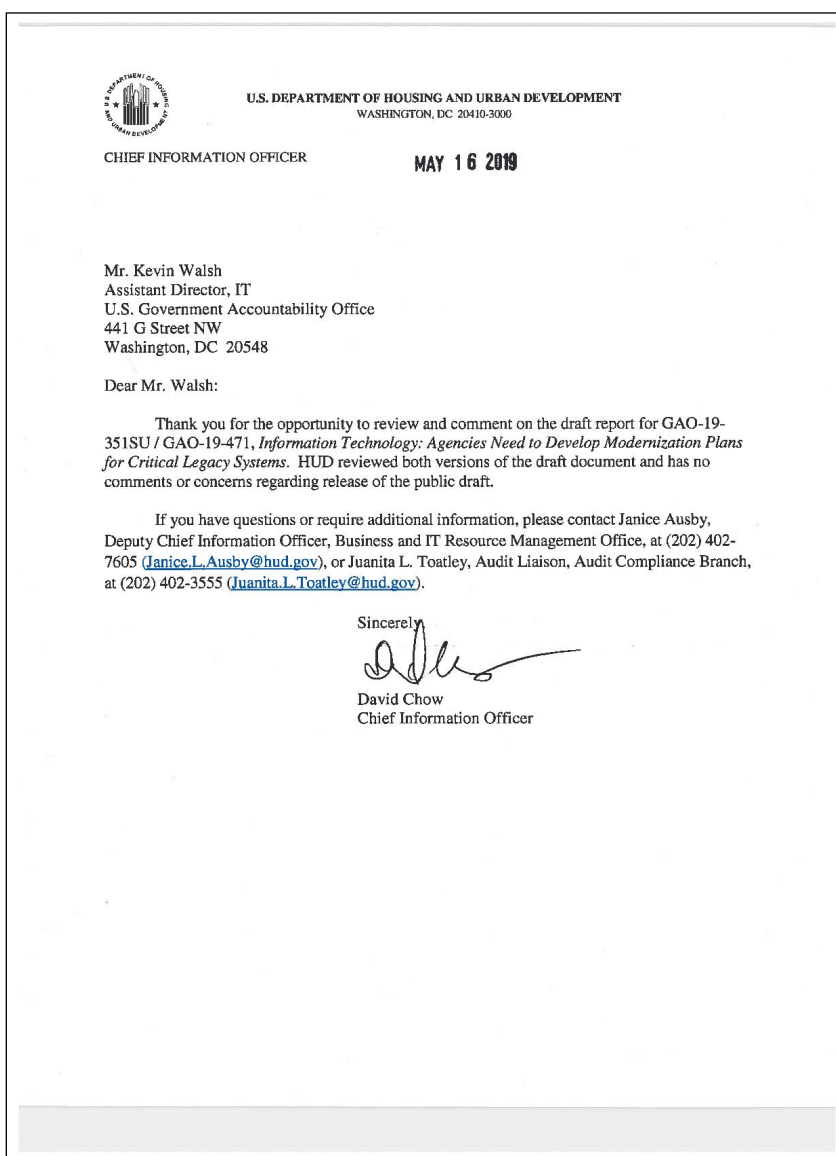 U.S. DEPARTMENT OF HOUSING AND URBAN DEVELOPMENT
WASHINGTON, DC 20410-3000
U.S. DEPARTMENT OF HOUSING
AND URBAN DEVELOPMENT
CHIEF INFORMATION OFFICER
MAY 16 2019
Mr. Kevin Walsh
Assistant Director, IT
U.S. Government Accountability Office
441 G Street NW
Washington, DC 20548
Dear Mr. Walsh:
Thank you for the opportunity to review and comment on the draft report for GAO-19-
351SU / GAO-19-471, Information Technology: Agencies Need to Develop Modernization Plans
for Critical Legacy Systems. HUD reviewed both versions of the draft document and has no
comments or concerns regarding release of the public draft.
If you have questions or require additional information, please contact Janice Ausby,
Deputy Chief Information Officer, Business and IT Resource Management Office, at (202) 402-
7605 (Janice.L.Ausby@hud.gov), or Juanita L. Toatley, Audit Liaison, Audit Compliance Branch,
at (202) 402-3555 (Juanita.L.Toatley@hud.gov).
Sincerely
David Chow
Chief Information Officer